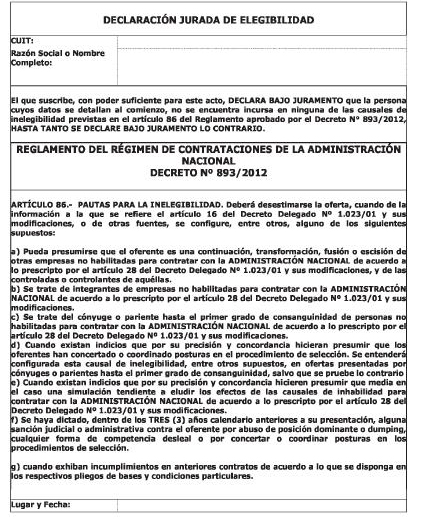 DECLARACIÓN JURADA DE ELEGIBILIDAD
CUIT:
Razón Social o Nombre
Completo:
El que suscribe, con poder suficiente para este acto, DECLARA BAJO JURAMENTO que la persona
cuyos datos se detallan al comienzo, no se encuentra incursa en ninguna de las causales de
inelegibilidad previstas en el artículo 86 del Reglamento aprobado por el Decreto Nº 893/2012,
HASTA TANTO SE DECLARE BAJO JURAMENTO LO CONTRARIO.
REGLAMENTO DEL RÉGIMEN DE CONTRATACIONES DE LA ADMINISTRACIÓN
NACIONAL
DECRETO Nº 893/2012
ARTÍCULO 86.- PAUTAS PARA LA INELEGIBILIDAD. Deberá desestimarse la oferta, cuando de la
información a la que se refiere el artículo 16 del Decreto Delegado Nº 1.023/01 y sus
modificaciones, o de otras fuentes, se configure, entre otros, alguno de los siguientes
supuestos:
a) Pueda presumirse que el oferente es una continuación, transformación, fusión o escisión de
otras empresas no habilitadas para contratar con la ADMINISTRACIÓN NACIONAL de acuerdo a
lo prescripto por el artículo 28 del Decreto Delegado Nº 1.023/01 y sus modificaciones, y de las
controladas o controlantes de aquéllas.
b) Se trate de integrantes de empresas no habilitadas para contratar con la ADMINISTRACIÓN
NACIONAL de acuerdo a lo prescripto por el artículo 28 del Decreto Delegado Nº 1.023/01 y sus
modificaciones.
c) Se trate del cónyuge o pariente hasta el primer grado de consanguinidad de personas no
habilitadas para contratar con la ADMINISTRACIÓN NACIONAL de acuerdo a lo prescripto por el
artículo 28 del Decreto Delegado Nº 1.023/01 y sus modificaciones.
d) Cuando existan indicios que por su precisión y concordancia hicieran presumir que los
oferentes han concertado o coordinado posturas en el procedimiento de selección. Se entenderá
configurada esta causal de inelegibilidad, entre otros supuestos, en ofertas presentadas por
cónyuges o parientes hasta el primer grado de consanguinidad, salvo que se pruebe lo contrario
e) Cuando existan indicios que por su precisión y concordancia hicieren presumir que media en
el caso una simulación tendiente a eludir los efectos de las causales de inhabilidad para
contratar con la ADMINISTRACIÓN NACIONAL de acuerdo a lo prescripto por el artículo 28 del
Decreto Delegado Nº 1.023/01 y sus modificaciones.
f) Se haya dictado, dentro de los TRES (3) años calendario anteriores a su presentación, alguna
sanción judicial o administrativa contra el oferente por abuso de posición dominante o dumping,
cualquier forma de competencia desleal o por concertar o coordinar posturas en los
procedimientos de selección.
g) cuando exhiban incumplimientos en anteriores contratos de acuerdo a lo que se disponga en
los respectivos pliegos de bases y condiciones particulares.
Lugar y Fecha: